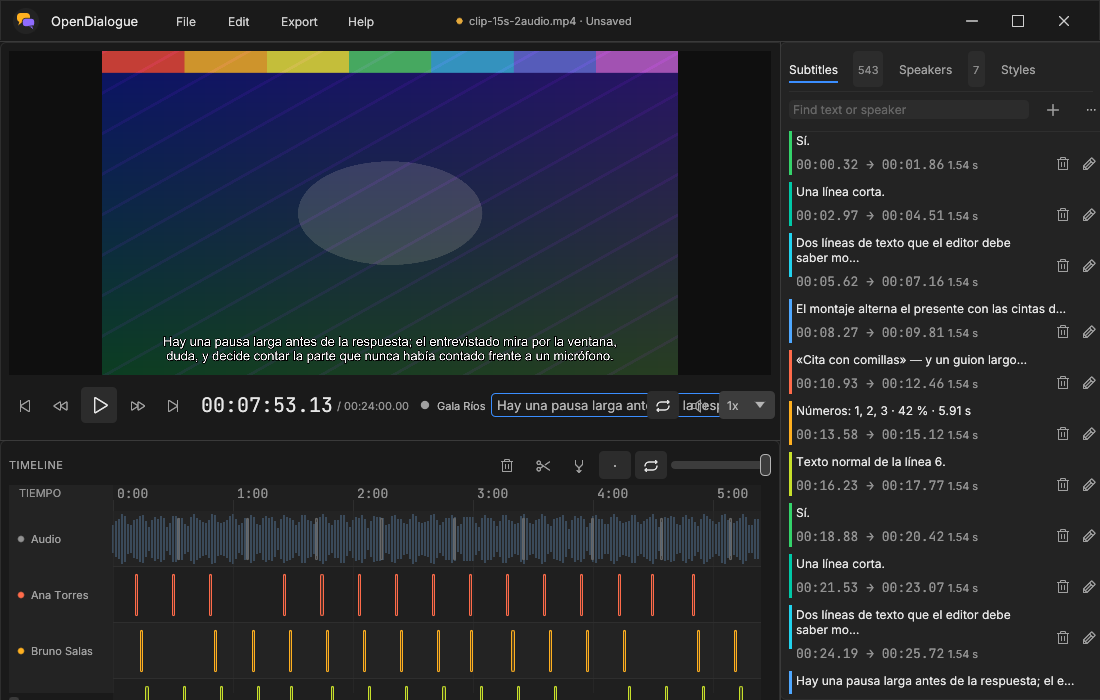 OpenDialogue File Edit Export Help clip-15s-2audio.mp4 · Unsaved
Subtitles 543 Speakers 7 Styles
Find text or speaker
Sí.
00:00.32 → 00:01.86 1.54 s
Una línea corta.
00:02.97 → 00:04.51 1.54 s
Dos líneas de texto que el editor debe
saber mo...
00:05.62 → 00:07.16 1.54 s
El montaje alterna el presente con las cintas d...
00:08.27 → 00:09.81 1.54 s
«Cita con comillas» — y un guion largo...
00:10.93 → 00:12.46 1.54 s
Números: 1, 2, 3 · 42 % · 5.91 s
00:13.58 → 00:15.12 1.54 s
Texto normal de la línea 6.
00:16.23 → 00:17.77 1.54 s
Sí.
00:18.88 → 00:20.42 1.54 s
Una línea corta.
00:21.53 → 00:23.07 1.54 s
Dos líneas de texto que el editor debe
saber mo...
00:24.19 → 00:25.72 1.54 s
Hay una pausa larga antes de la respuesta; el e...
Hay una pausa larga antes de la respuesta; el entrevistado mira por la ventana,
duda, y decide contar la parte que nunca había contado frente a un micrófono.
00:07:53.13 / 00:24:00.00 Gala Ríos Hay una pausa larga ante la resp 1x
TIMELINE
TIEMPO 0:00 1:00 2:00 3:00 4:00 5:00
Audio
Ana Torres
Bruno Salas